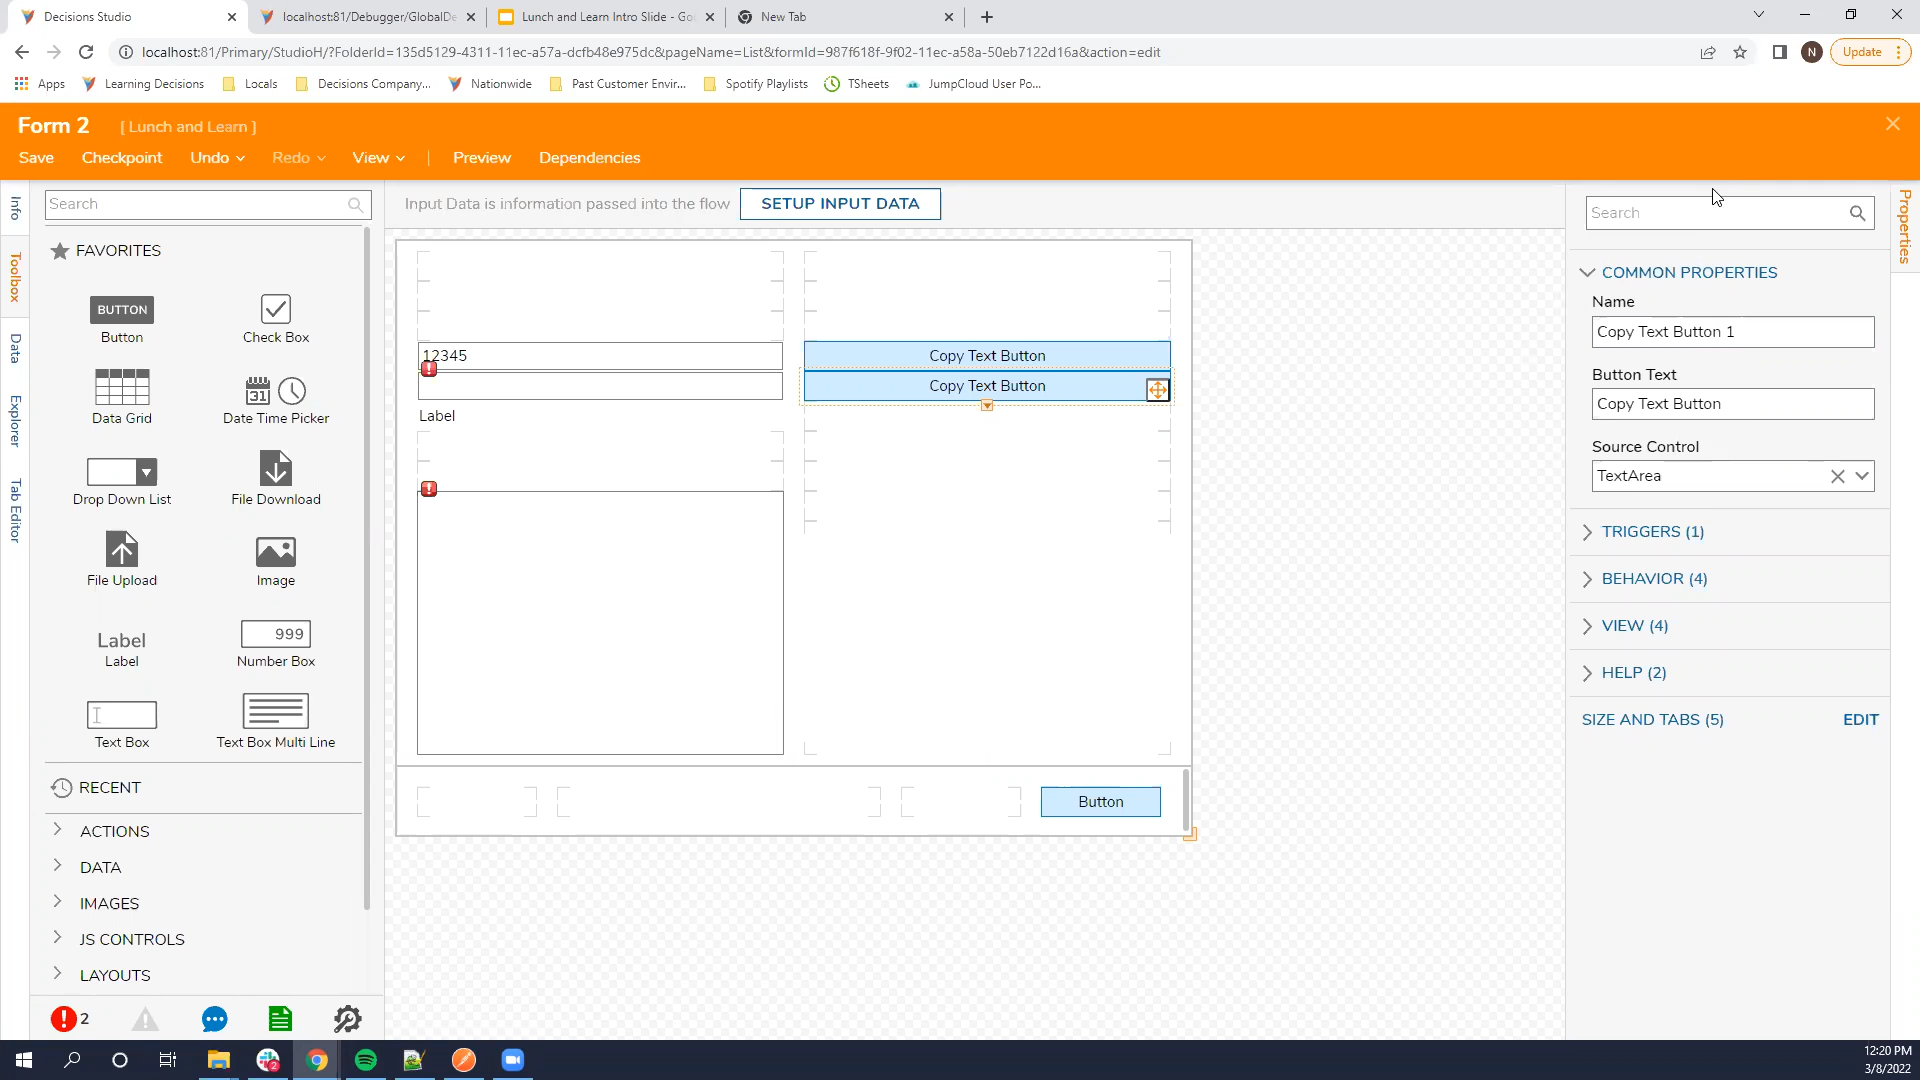 Decisions Studio
localhost:81/Debugger/GlobalDe
Lunch and Learn Intro Slide - Goo
New Tab
localhost:81/Primary/StudioH/?FolderId=135d5129-4311-11ec-a57a-dcfb48e975dc&pageName=List&formId=987f618f-9f02-11ec-a58a-50eb7122d16a&action=edit
N
Update
Apps
Learning Decisions
Locals
Decisions Company...
Nationwide
Past Customer Envir...
Spotify Playlists
TSheets
JumpCloud User Po...
Form 2
[ Lunch and Learn ]
Save
Checkpoint
Undo
Redo
View
Preview
Dependencies
Info
Toolbox
Data
Explorer
Tab Editor
Search
FAVORITES
BUTTON
Button
Check Box
Data Grid
31
Date Time Picker
Drop Down List
File Download
File Upload
Image
Label
Label
999
Number Box
Text Box
Text Box Multi Line
RECENT
ACTIONS
DATA
IMAGES
JS CONTROLS
LAYOUTS
2
Input Data is information passed into the flow
SETUP INPUT DATA
12345
Copy Text Button
Copy Text Button
Label
Button
Search
Properties
COMMON PROPERTIES
Name
Copy Text Button 1
Button Text
Copy Text Button
Source Control
TextArea
TRIGGERS (1)
BEHAVIOR (4)
VIEW (4)
HELP (2)
SIZE AND TABS (5)
EDIT
2
12:20 PM
3/8/2022